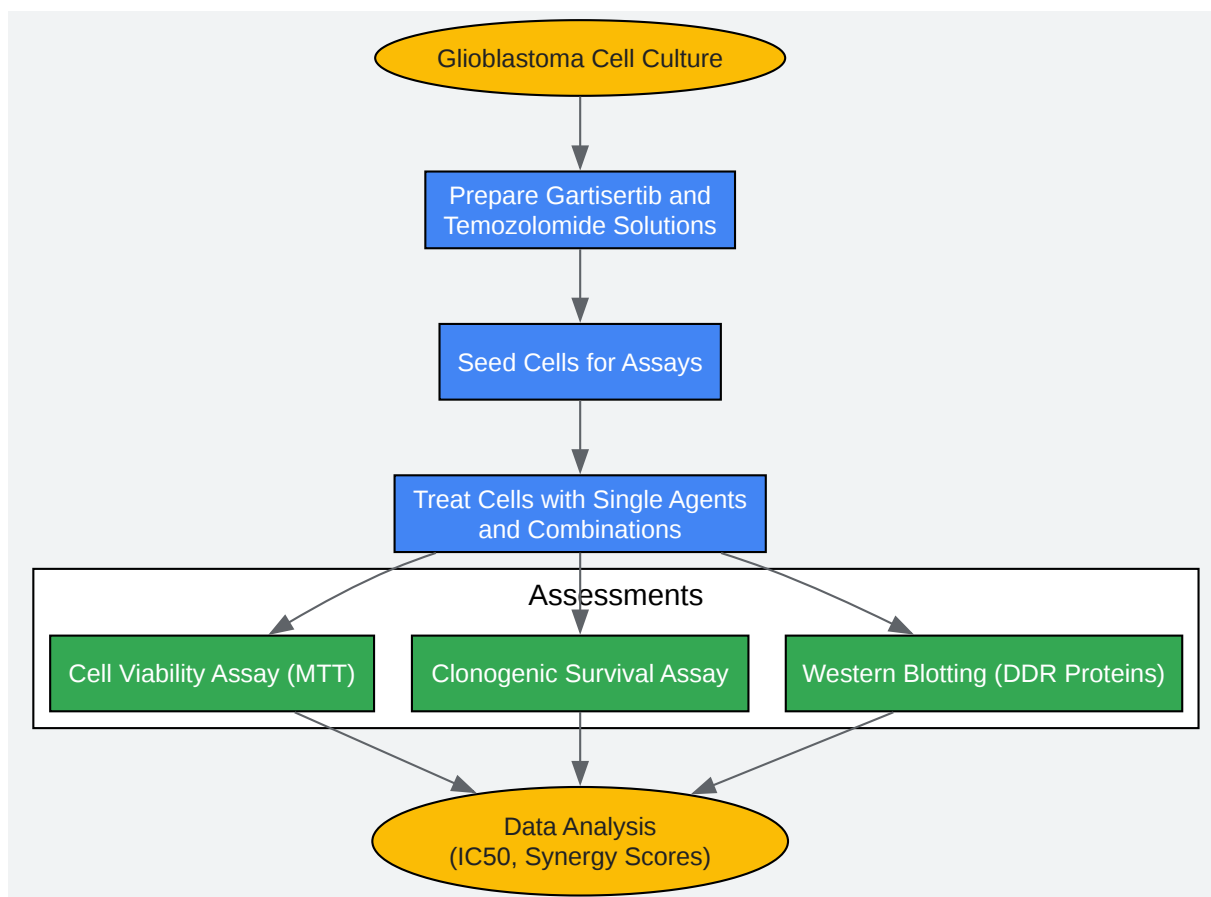 Glioblastoma Cell Culture
Prepare Gartisertib and
Temozolomide Solutions
Seed Cells for Assays
Treat Cells with Single Agents
and Combinations
Assessments
Cell Viability Assay (MTT)
Clonogenic Survival Assay
Western Blotting (DDR Proteins)
Data Analysis
(IC50, Synergy Scores)